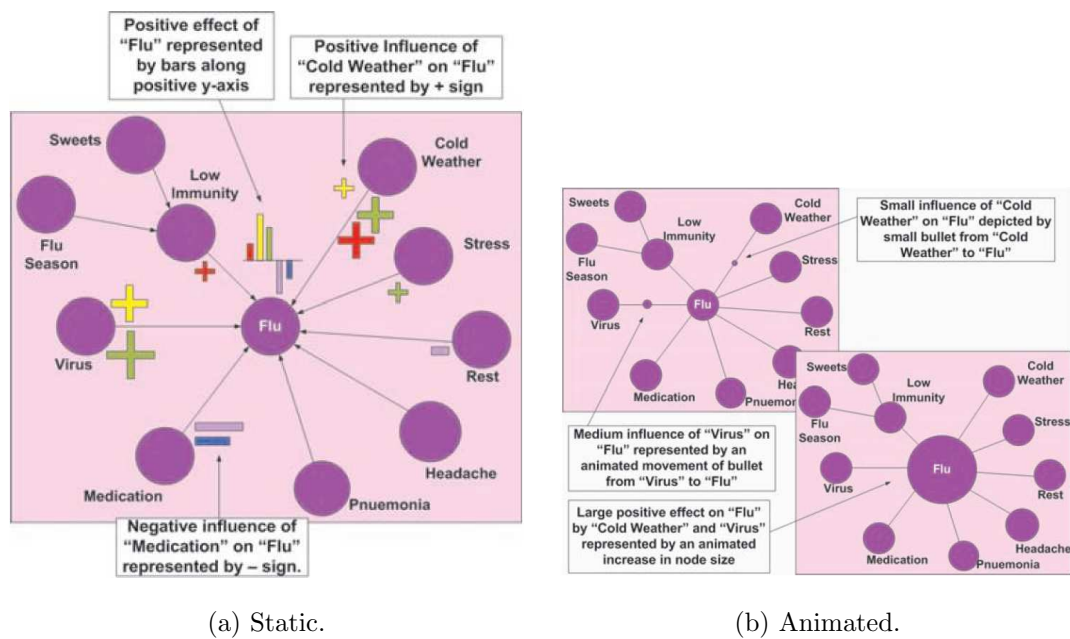 Positive effect of
“Flu” represented
by bars along
positive y-axis
Positive Influence of
“Cold Weather” on “Flu”
represented by + sign
Sweets
Cold
Weather
Low
Immunity
Flu
Season
Stress
Flu
Virus
Rest
Medication
Headache
Pnuemonia
Negative influence of
“Medication” on “Flu”
represented by – sign.
(a) Static.
Sweets
Cold
Weather
Low
Immunity
Small influence of “Cold
Weather” on “Flu” depicted by
small bullet from “Cold
Weather” to “Flu”
Flu
Season
Stress
Flu
Virus
Rest
Medication
Hea
Pnuemonia
Sweets
Cold
Weather
Low
Immunity
Flu
Season
Stress
Flu
Virus
Rest
Medication
Headache
Pnuemonia
Medium influence of “Virus” on
“Flu” represented by an
animated movement of bullet
from “Virus” to “Flu”
Large positive effect on “Flu”
by “Cold Weather” and “Virus”
represented by an animated
increase in node size
(b) Animated.